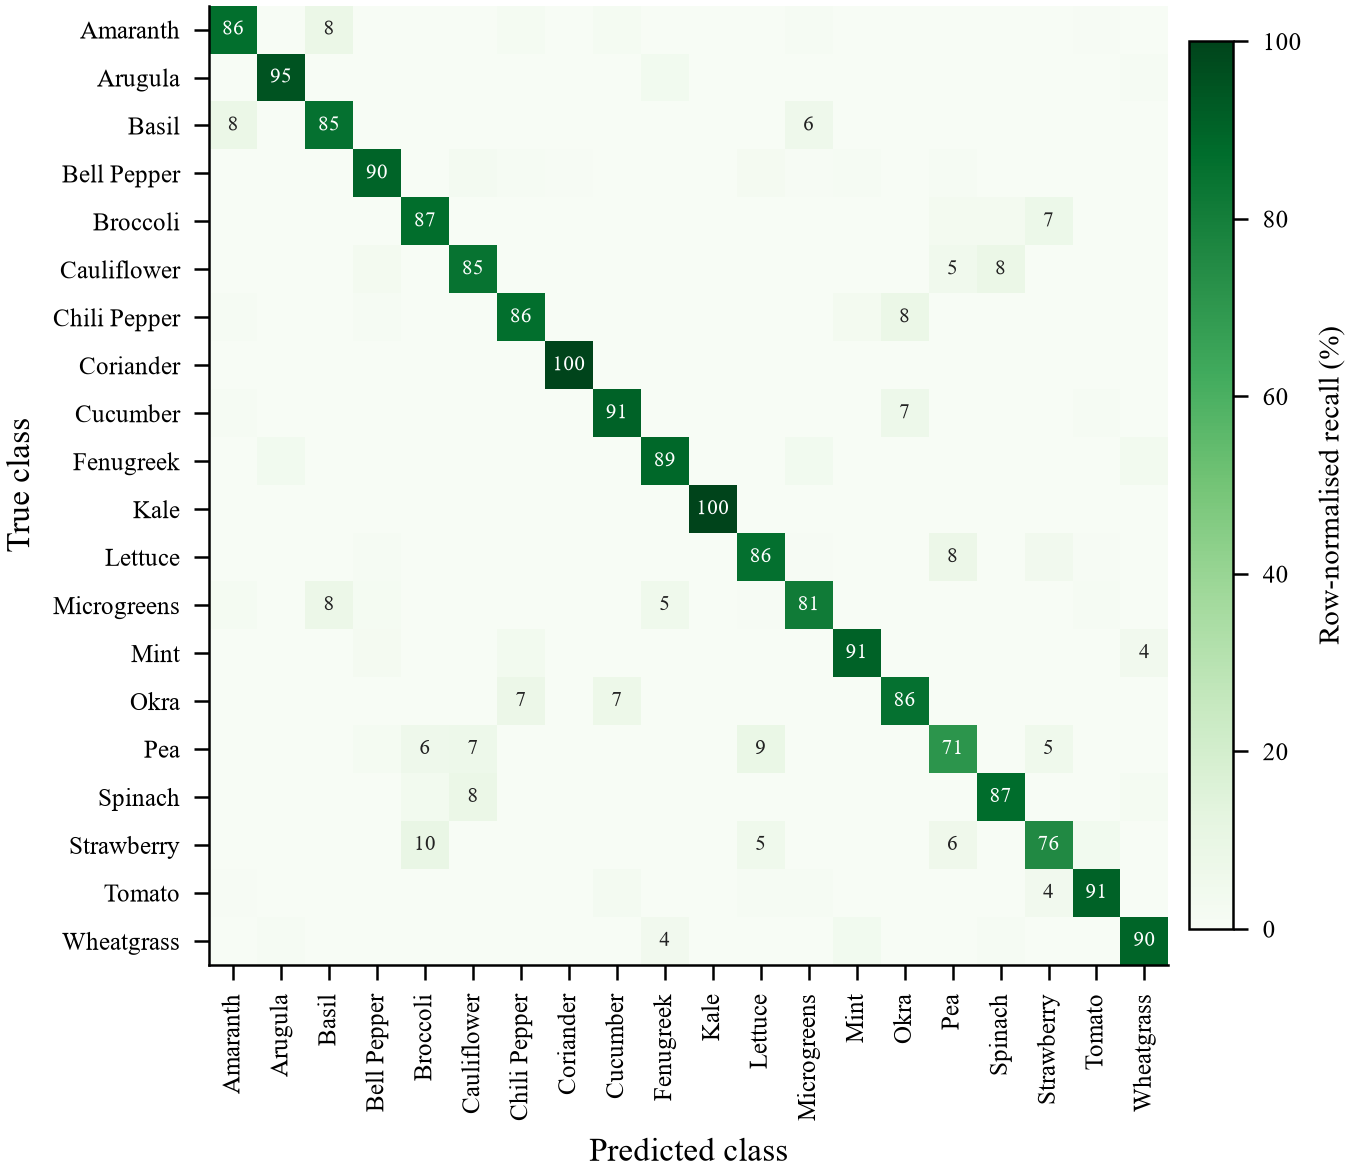 Amaranth 86 8
Arugula 95
Basil 8 85 6
Bell Pepper 90
Broccoli 87 7
Cauliflower 85 5 8
Chili Pepper 86 8
Coriander 100
Cucumber 91 7
Fenugreek 89
Kale 100
Lettuce 86 8
Microgreens 8 5 81
Mint 91 4
Okra 7 7 86
Pea 6 7 9 71 5
Spinach 8 87
Strawberry 10 5 6 76
Tomato 4 91
Wheatgrass 4 90
True class
Amaranth Arugula Basil Bell Pepper Broccoli Cauliflower Chili Pepper Coriander Cucumber Fenugreek Kale Lettuce Microgreens Mint Okra Pea Spinach Strawberry Tomato Wheatgrass
Predicted class
100
80
60
40
20
0
Row-normalised recall (%)